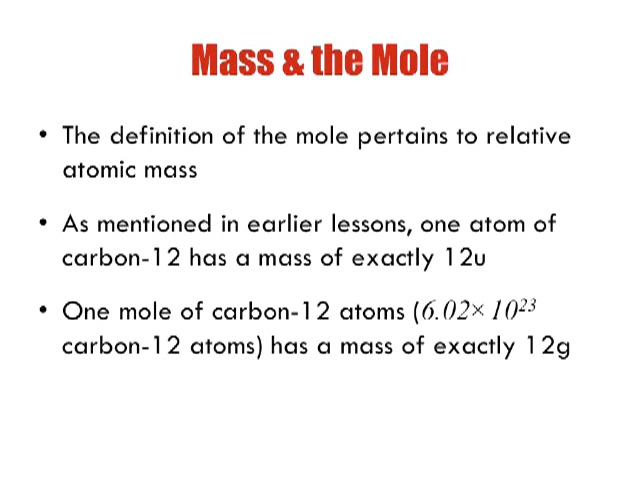 Mass & the Mole
• The definition of the mole pertains to relative
atomic mass
• As mentioned in earlier lessons, one atom of
carbon-12 has a mass of exactly 12u
• One mole of carbon-12 atoms (6.02× 10²³
carbon-12 atoms) has a mass of exactly 12g